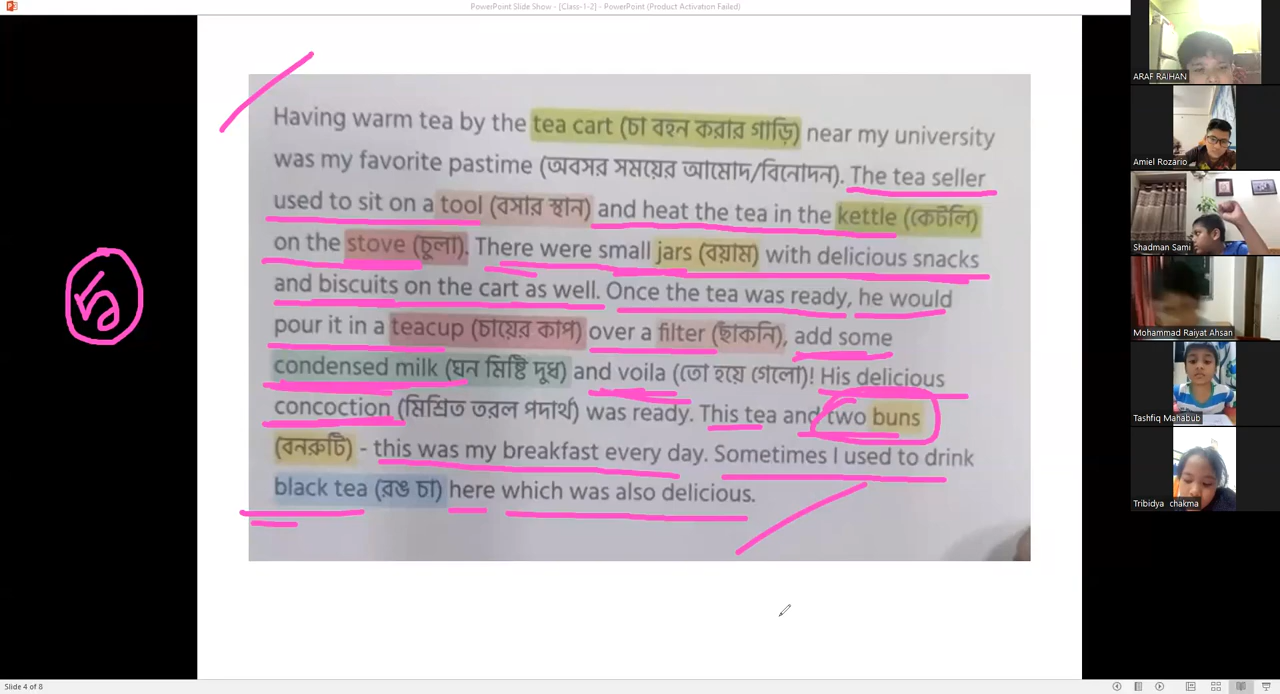 PowerPoint Slide Show - [Class-1-2] - PowerPoint (Product Activation Failed)
Having warm tea by the tea cart (চা বহন করার গাড়ি) near my university
was my favorite pastime (অবসর সময়ের আমোদ/বিনোদন). The tea seller
used to sit on a tool (বসার স্থান) and heat the tea in the kettle (কেটলি)
on the stove (চুলা). There were small jars (বয়াম) with delicious snacks
and biscuits on the cart as well. Once the tea was ready, he would
pour it in a teacup (চায়ের কাপ) over a filter (ছাঁকনি), add some
condensed milk (ঘন মিষ্টি দুধ) and voila (তো হয়ে গেলো)! His delicious
concoction (মিশ্রিত তরল পদার্থ) was ready. This tea and two buns
(বনরুটি) - this was my breakfast every day. Sometimes I used to drink
black tea (রঙ চা) here which was also delicious.
ARAF RAIHAN
Amiel Rozario
Shadman Sami
Mohammad Raiyat Ahsan
Tashfiq Mahabub
Tribidya chakma
Slide 4 of 8